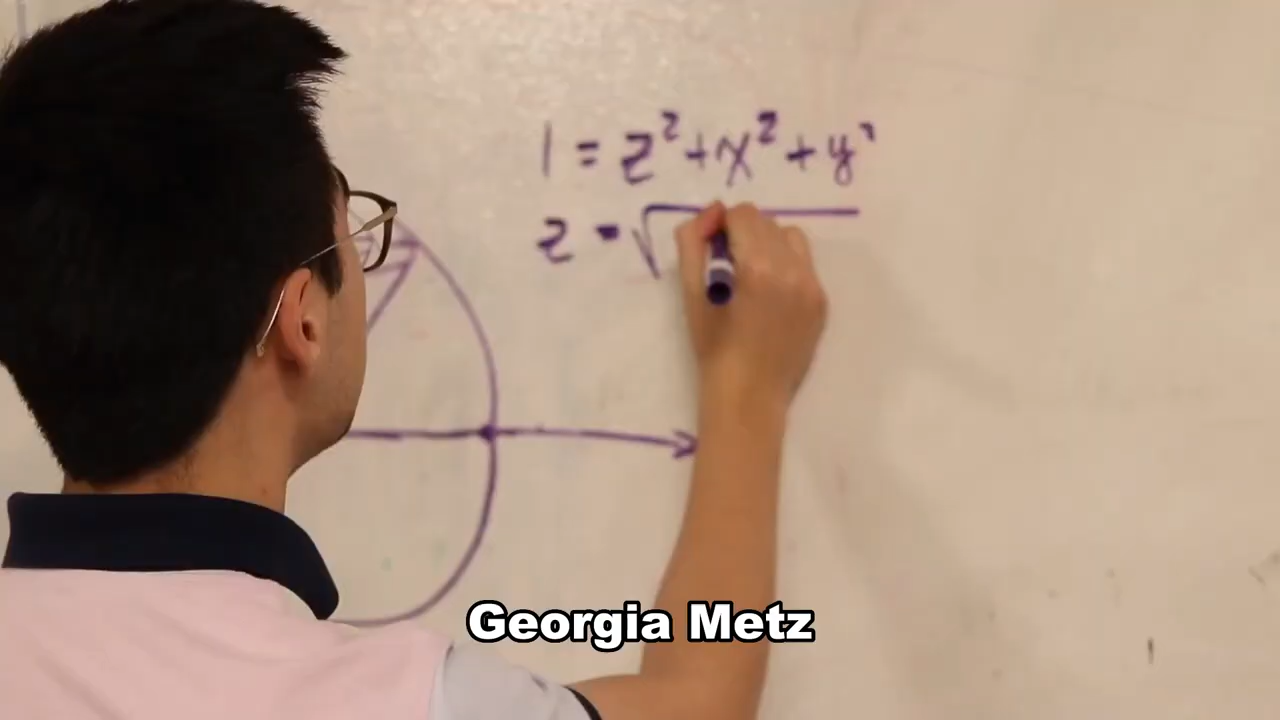 1 = z² + x² + y²
z = √
Georgia Metz